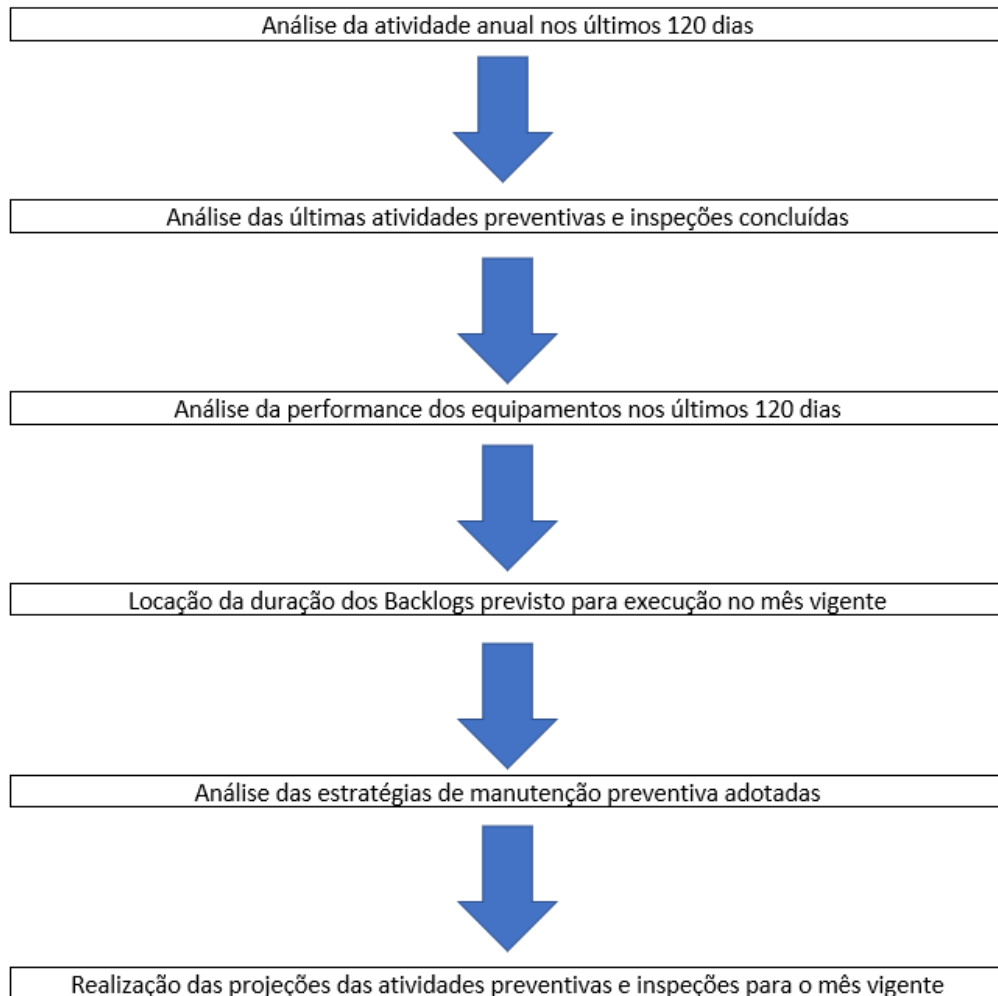 Análise da atividade anual nos últimos 120 dias
Análise das últimas atividades preventivas e inspeções concluídas
Análise da performance dos equipamentos nos últimos 120 dias
Locação da duração dos Backlogs previsto para execução no mês vigente
Análise das estratégias de manutenção preventiva adotadas
Realização das projeções das atividades preventivas e inspeções para o mês vigente